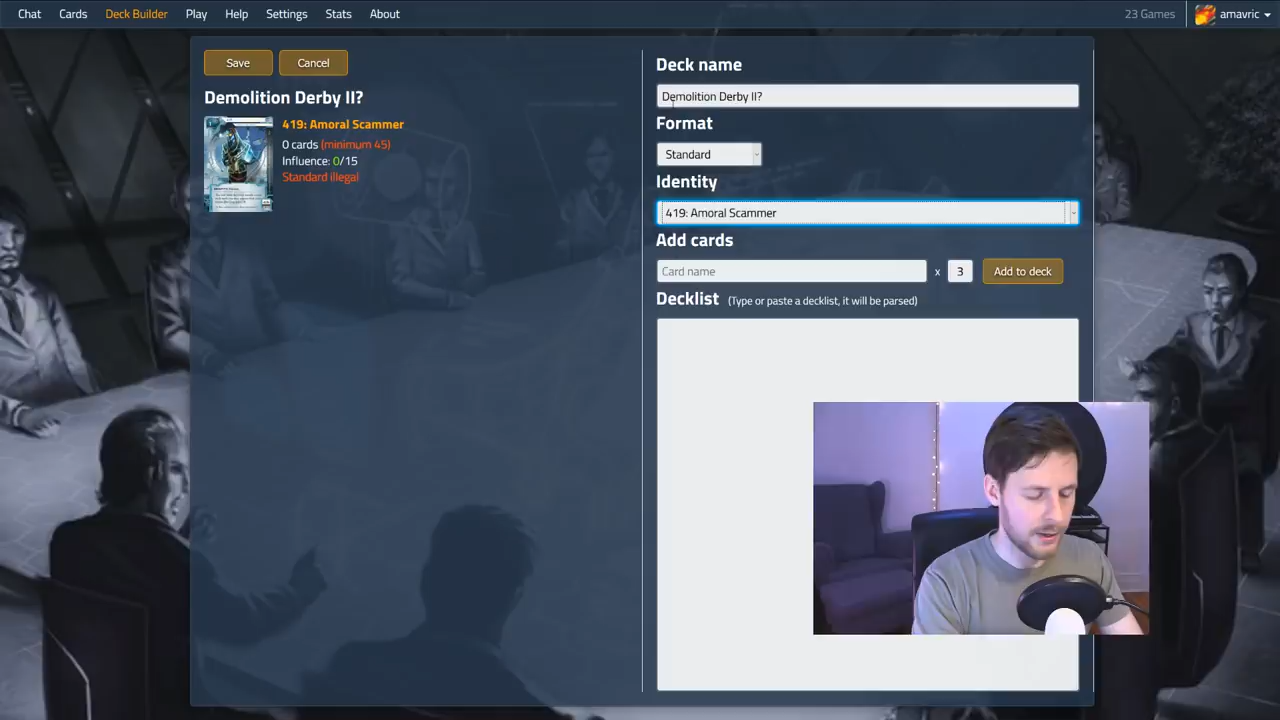 Chat Cards Deck Builder Play Help Settings Stats About 23 Games amavric
Save Cancel
Demolition Derby II?
419: Amoral Scammer
0 cards (minimum 45)
Influence: 0/15
Standard illegal
Deck name
Demolition Derby II?
Format
Standard
Identity
419: Amoral Scammer
Add cards
Card name x 3 Add to deck
Decklist (Type or paste a decklist, it will be parsed)